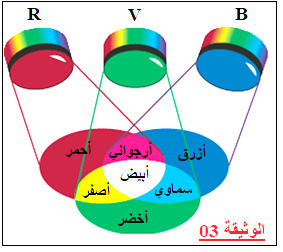 R V B
أحمر أرجواني أزرق
أبيض
أصفر سماوي
أخضر
الوثيقة 03